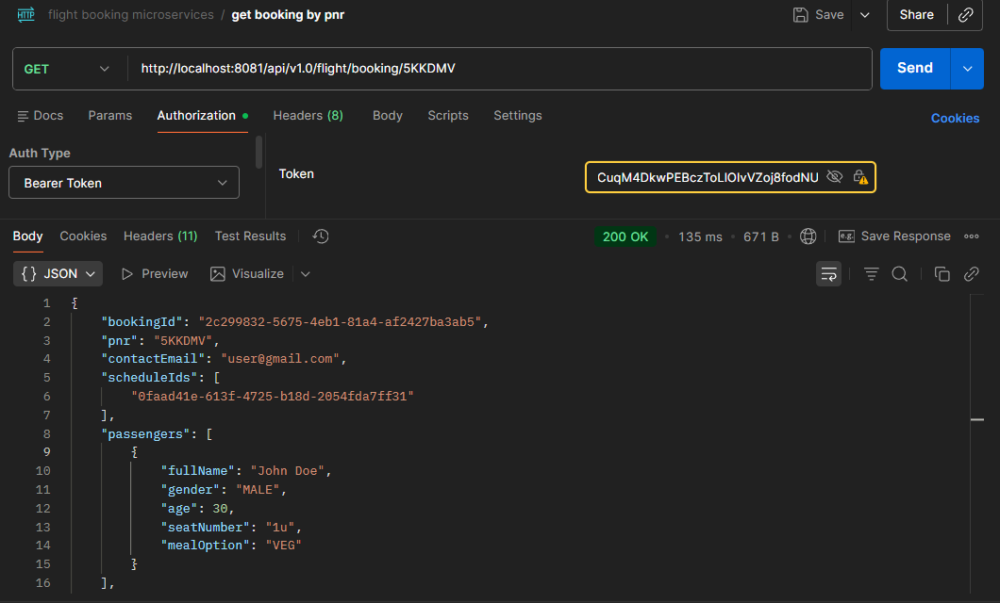 HTTP flight booking microservices / get booking by pnr Save Share
GET http://localhost:8081/api/v1.0/flight/booking/5KKDMV Send
Docs Params Authorization Headers (8) Body Scripts Settings Cookies
Auth Type
Bearer Token
Token CuqM4DkwPEBczToLlOlvVZoj8fodNU
Body Cookies Headers (11) Test Results 200 OK • 135 ms • 671 B • e.g. Save Response
{} JSON Preview Visualize
1 {
2 "bookingId": "2c299832-5675-4eb1-81a4-af2427ba3ab5",
3 "pnr": "5KKDMV",
4 "contactEmail": "user@gmail.com",
5 "scheduleIds": [
6 "0faad41e-613f-4725-b18d-2054fda7ff31"
7 ],
8 "passengers": [
9 {
10 "fullName": "John Doe",
11 "gender": "MALE",
12 "age": 30,
13 "seatNumber": "1u",
14 "mealOption": "VEG"
15 }
16 ],